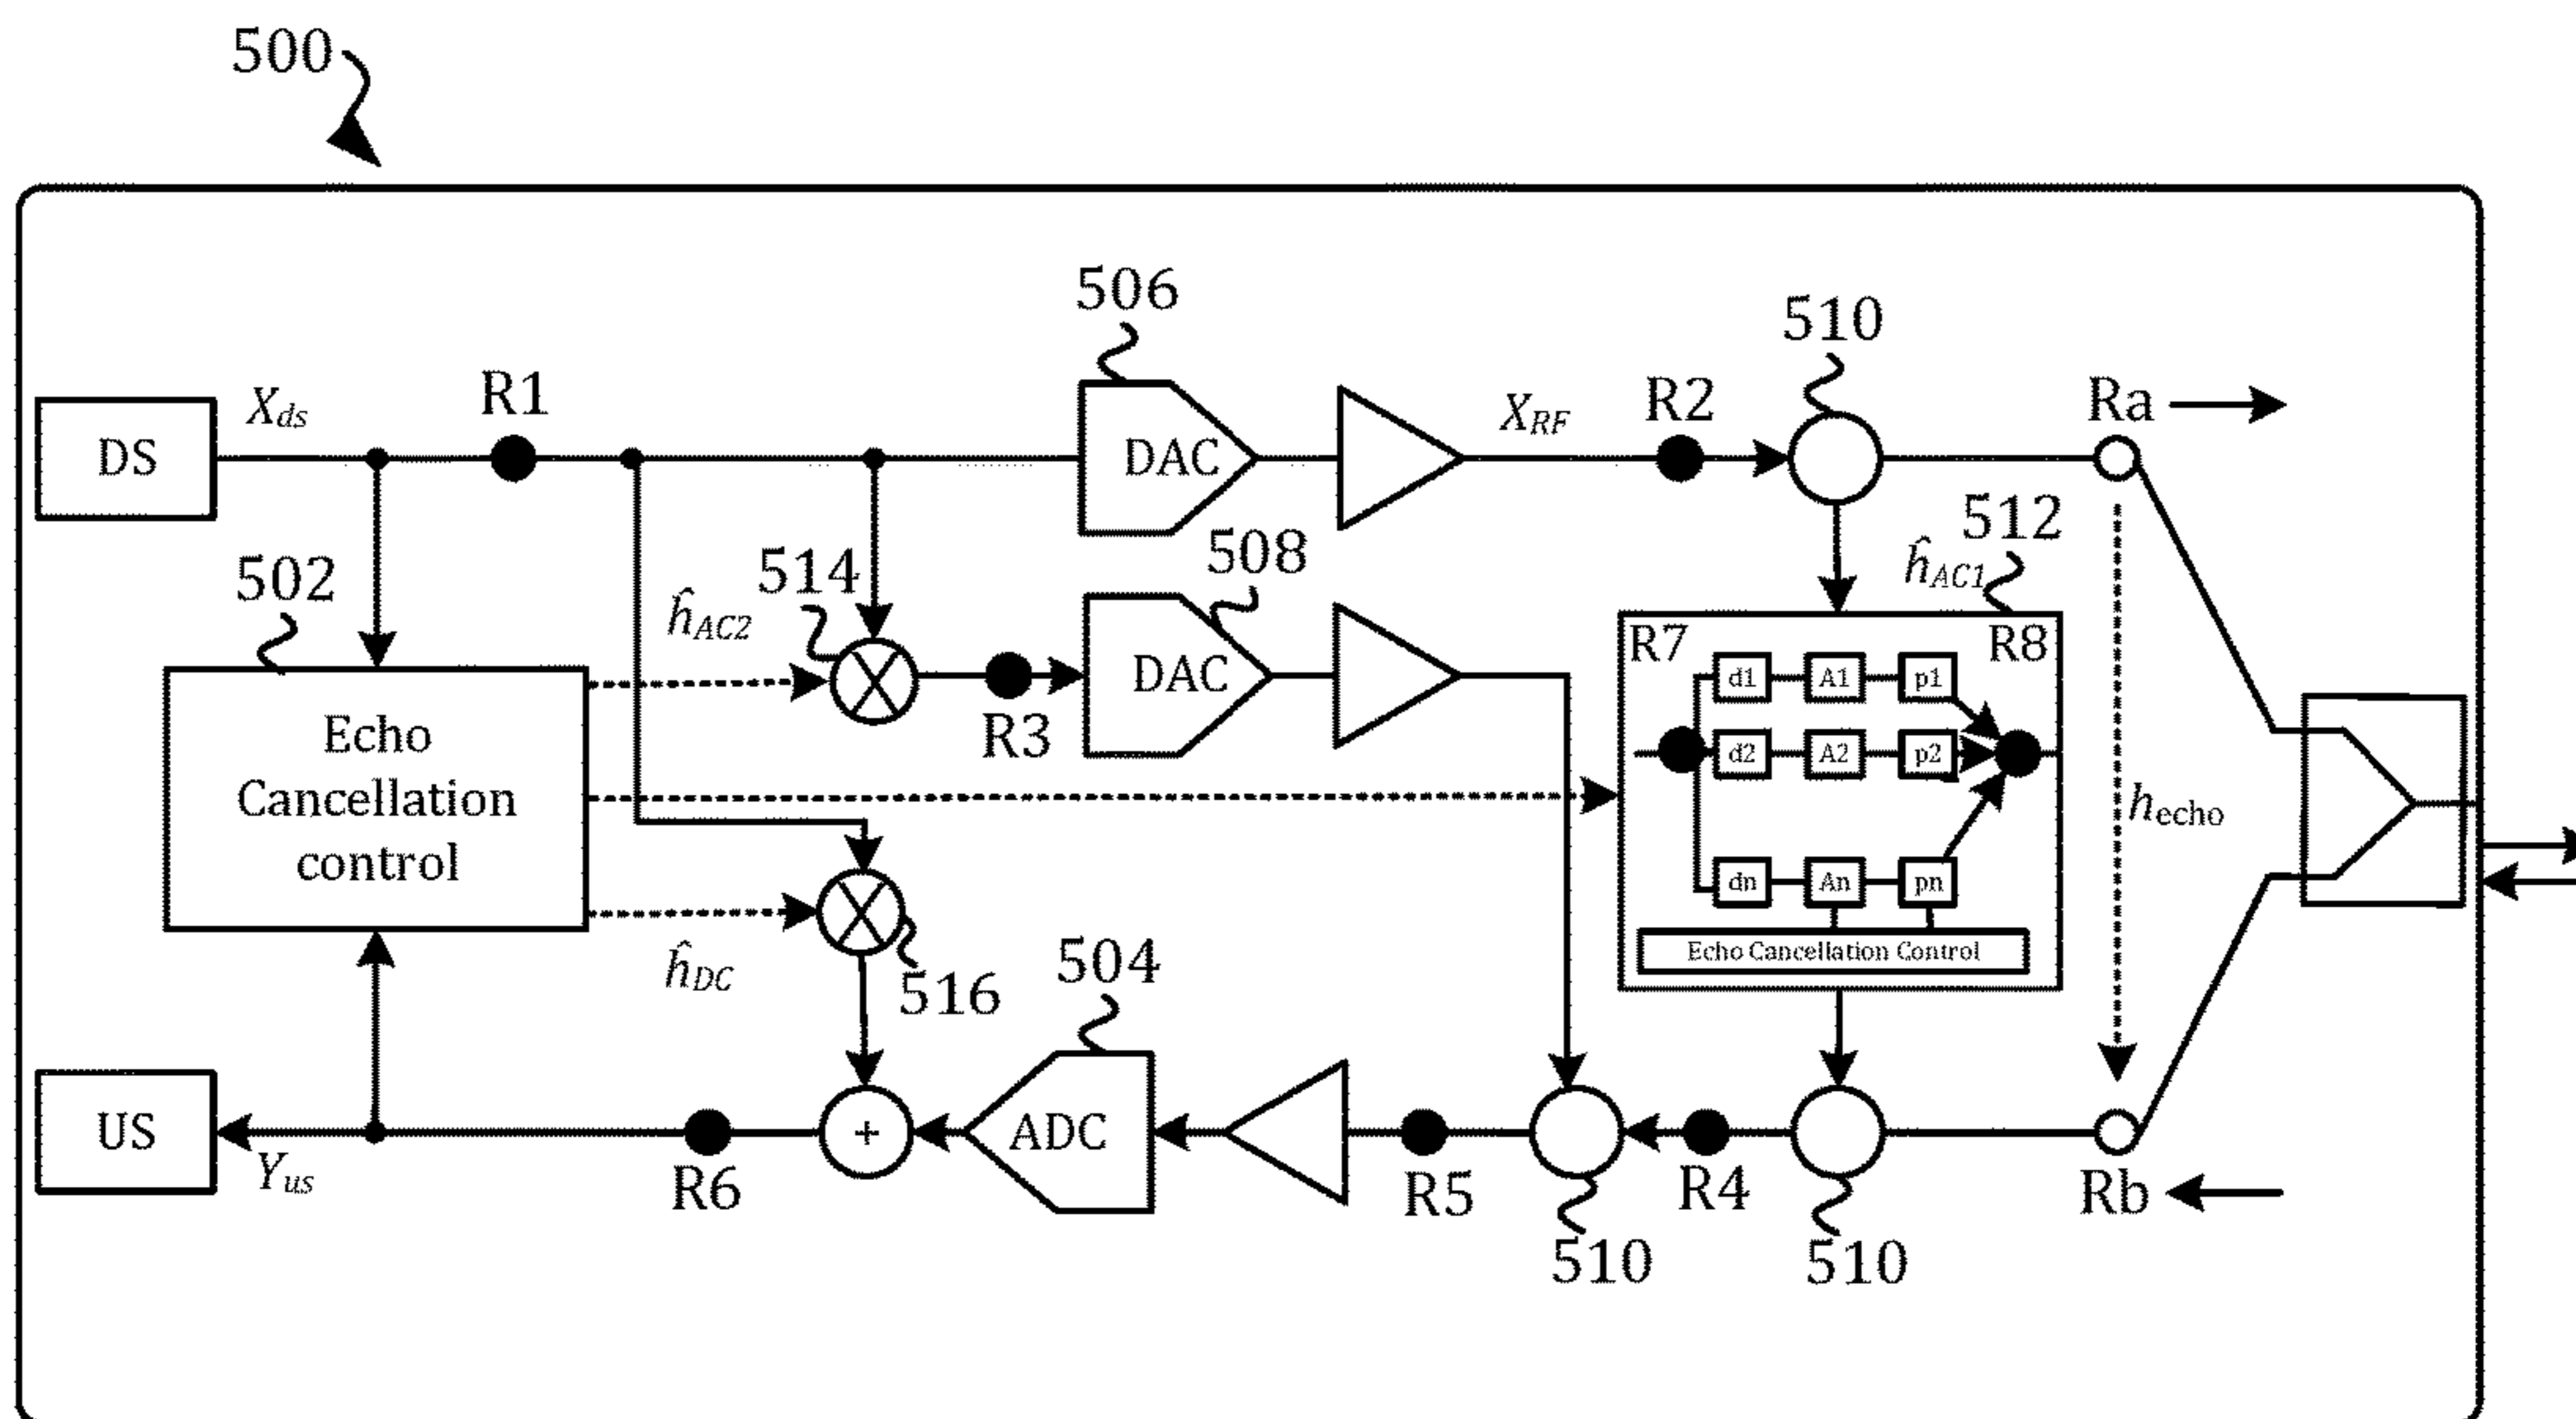 500
506
510
DS
Xds
R1
DAC
XRF
R2
Ra
512
ĥAC1
508
514
502
ĥAC2
R7
R8
d1
A1
p1
DAC
R3
Echo
Cancellation
control
d2
A2
p2
hecho
dn
An
pn
Echo Cancellation Control
ĥDC
516
504
US
Yus
R6
+
ADC
R5
R4
Rb
510
510